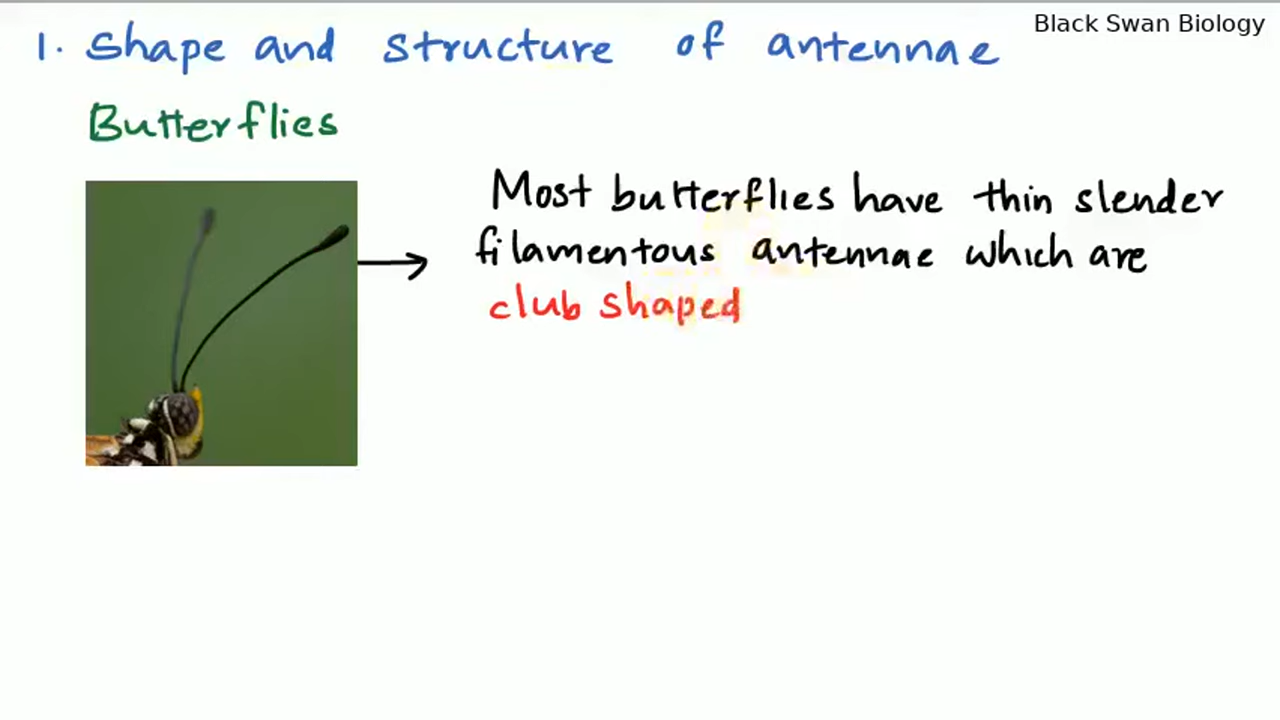 Black Swan Biology
1. Shape and structure of antennae
Butterflies
Most butterflies have thin slender
filamentous antennae which are
club shaped